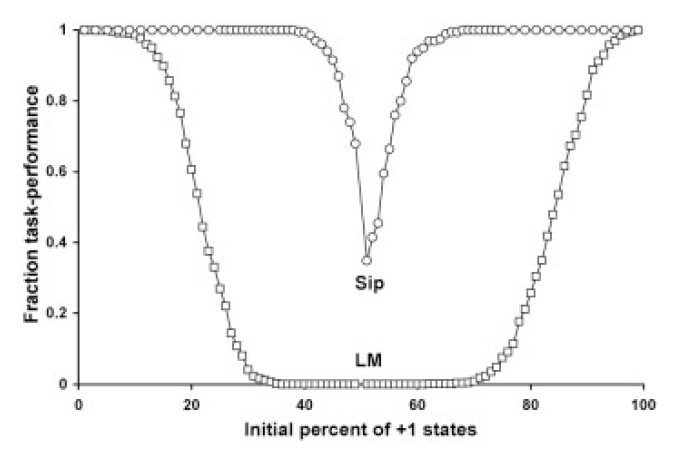 Fraction task-performance
1
0.8
0.6
0.4
0.2
0
Sip
LM
0 20 40 60 80 100
Initial percent of +1 states